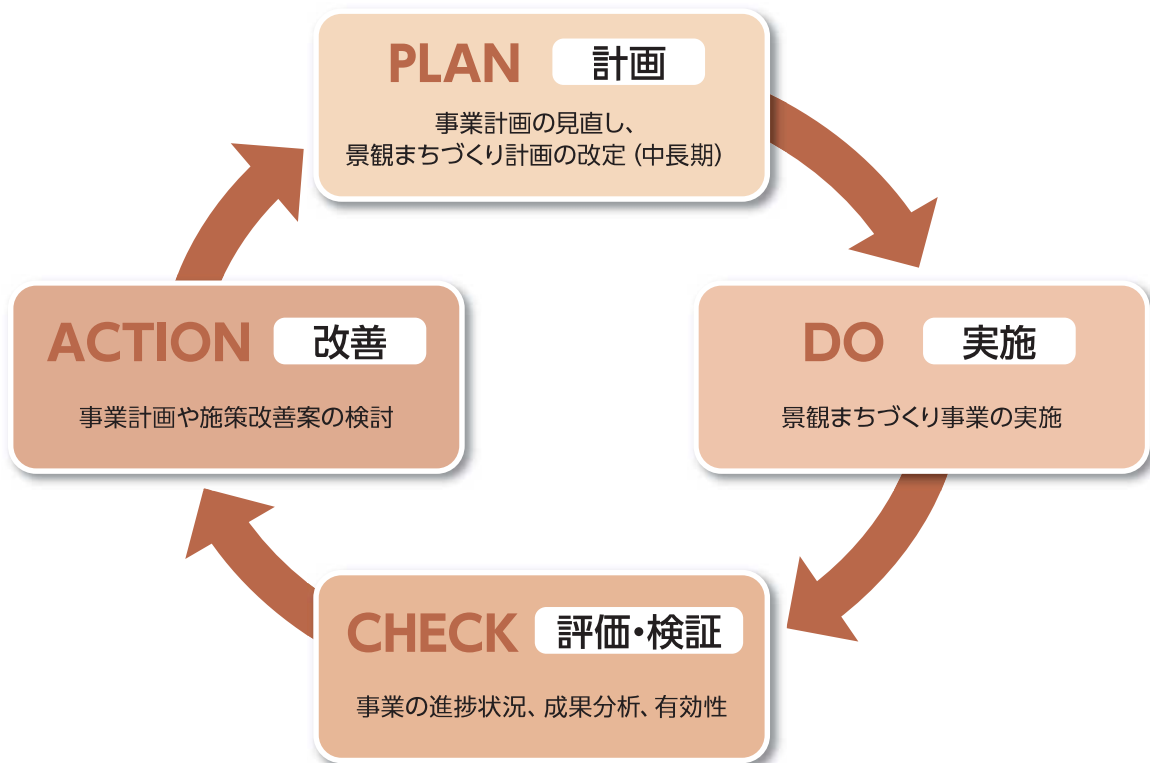 PLAN 計画
事業計画の見直し、
景観まちづくり計画の改定（中長期）
DO 実施
景観まちづくり事業の実施
CHECK 評価・検証
事業の進捗状況、成果分析、有効性
ACTION 改善
事業計画や施策改善案の検討